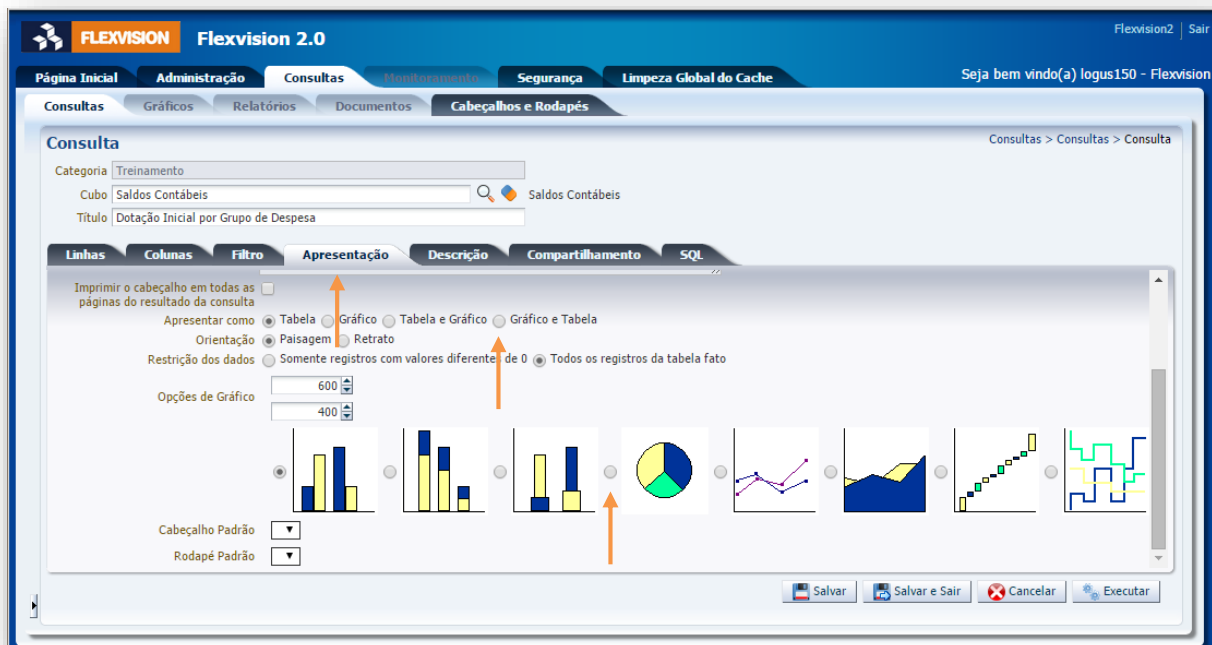 FLEXVISION Flexvision 2.0 Flexvision2 Sair
Página Inicial Administração Consultas Monitoramento Segurança Limpeza Global do Cache Seja bem vindo(a) logus150 - Flexvision
Consultas Gráficos Relatórios Documentos Cabeçalhos e Rodapés
Consulta Consultas > Consultas > Consulta
Categoria Treinamento
Cubo Saldos Contábeis Saldos Contábeis
Título Dotação Inicial por Grupo de Despesa
Linhas Colunas Filtro Apresentação Descrição Compartilhamento SQL
Imprimir o cabeçalho em todas as
páginas do resultado da consulta
Apresentar como Tabela Gráfico Tabela e Gráfico Gráfico e Tabela
Orientação Paisagem Retrato
Restrição dos dados Somente registros com valores diferentes de 0 Todos os registros da tabela fato
600
Opções de Gráfico
400
Cabeçalho Padrão
Rodapé Padrão
Salvar Salvar e Sair Cancelar Executar